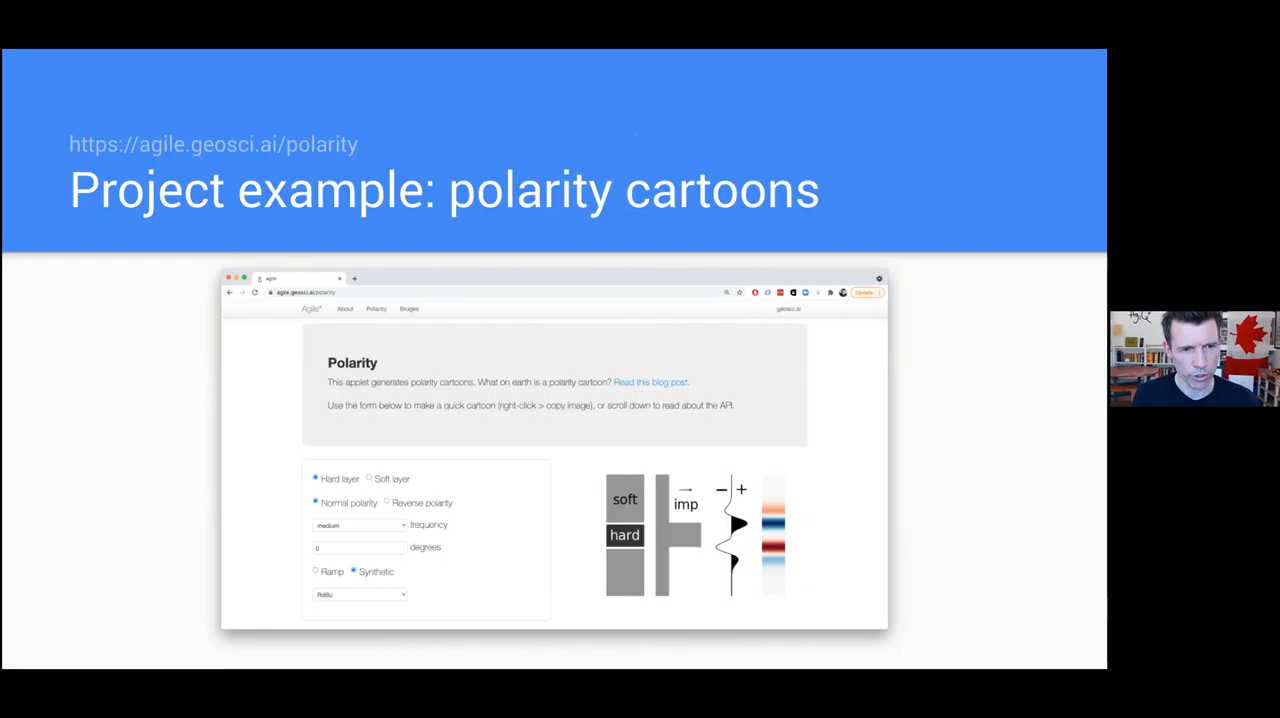 https://agile.geosci.ai/polarity
Project example: polarity cartoons
agile
agile.geosci.ai/polarity
Update
Agile* About Polarity Bruges geosci.ai
Polarity
This applet generates polarity cartoons. What on earth is a polarity cartoon? Read this blog post.
Use the form below to make a quick cartoon (right-click > copy image), or scroll down to read about the API.
Hard layer Soft layer
Normal polarity Reverse polarity
medium frequency
0 degrees
Ramp Synthetic
RdBu
soft
hard
→
imp
− +
Agile*